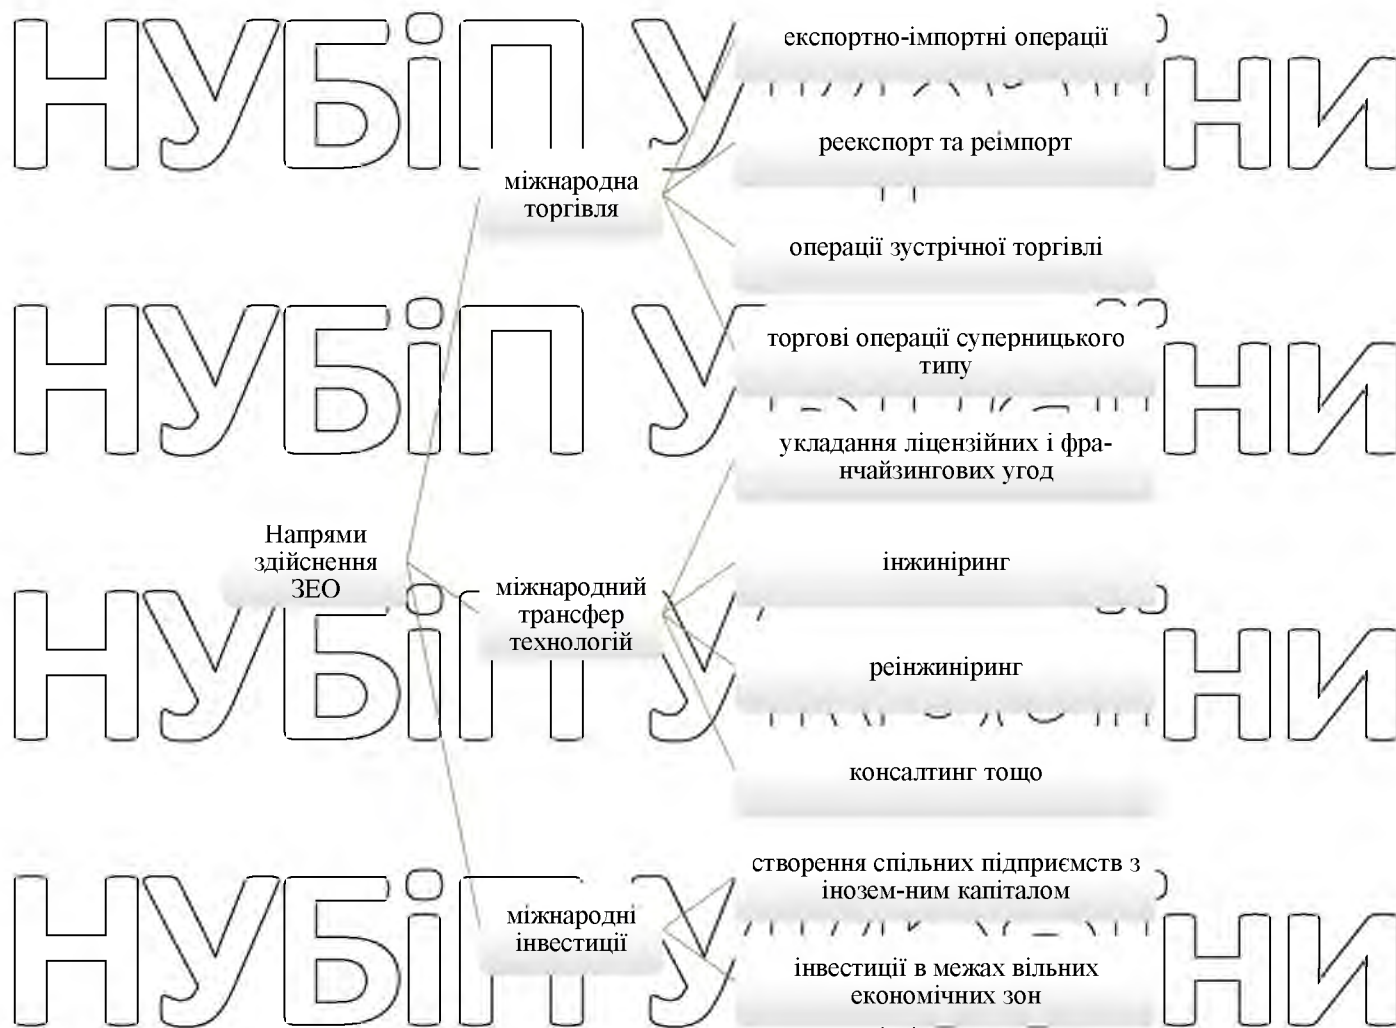 НУБіП У НИ
експортно-імпортні операції
реекспорт та реімпорт
міжнародна
торгівля
операції зустрічної торгівлі
НУБіП У НИ
торгові операції суперницького
типу
укладання ліцензійних і фра-
нчайзингових угод
Напрями
здійснення
ЗЕО
інжиніринг
міжнародний
трансфер
технологій
НУБіП У НИ
реінжиніринг
консалтинг тощо
створення спільних підприємств з
інозем-ним капіталом
міжнародні
інвестиції
НУБіП У НИ
інвестиції в межах вільних
економічних зон